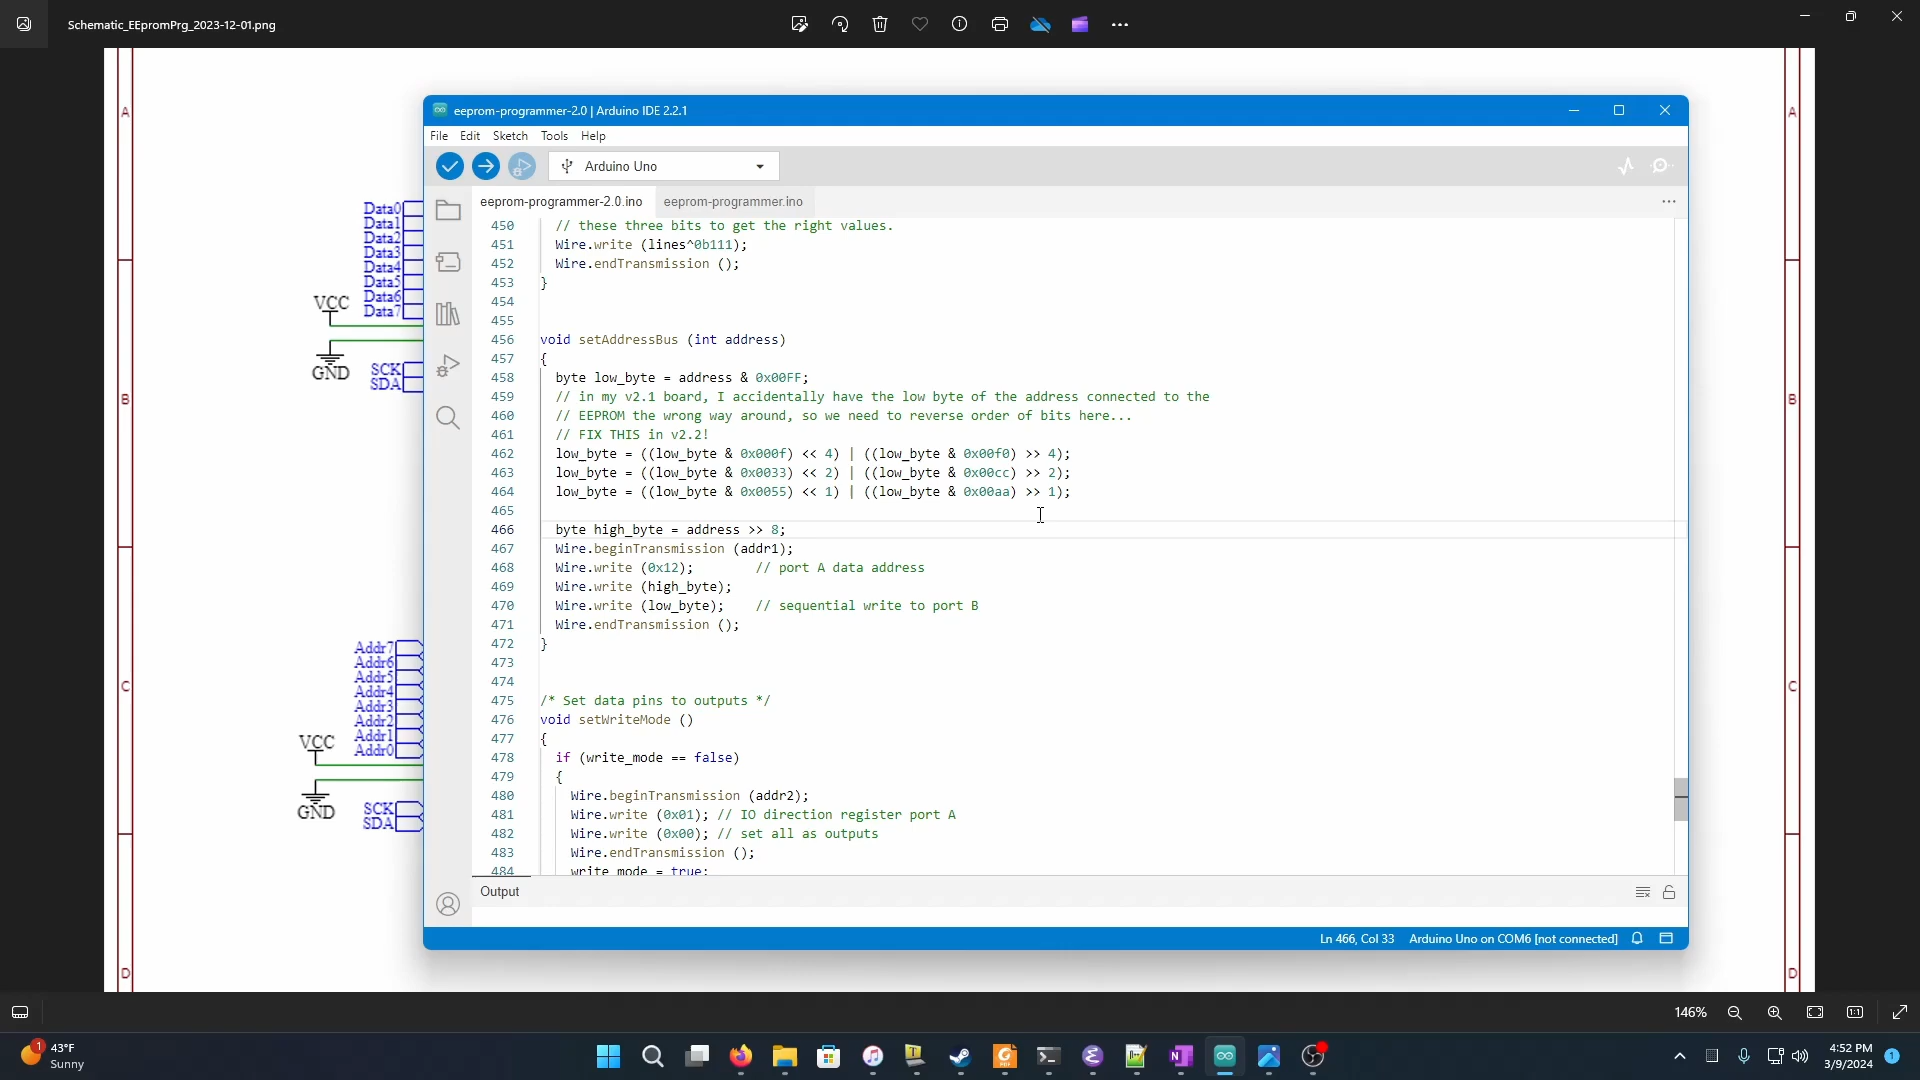 Schematic_EEpromPrg_2023-12-01.png
A
A
eeprom-programmer-2.0 | Arduino IDE 2.2.1
File Edit Sketch Tools Help
Arduino Uno
eeprom-programmer-2.0.ino eeprom-programmer.ino
450 // these three bits to get the right values.
451 Wire.write (lines^0b111);
452 Wire.endTransmission ();
453 }
454
455
456 void setAddressBus (int address)
457 {
458 byte low_byte = address & 0x00FF;
459 // in my v2.1 board, I accidentally have the low byte of the address connected to the
460 // EEPROM the wrong way around, so we need to reverse order of bits here...
461 // FIX THIS in v2.2!
462 low_byte = ((low_byte & 0x000f) << 4) | ((low_byte & 0x00f0) >> 4);
463 low_byte = ((low_byte & 0x0033) << 2) | ((low_byte & 0x00cc) >> 2);
464 low_byte = ((low_byte & 0x0055) << 1) | ((low_byte & 0x00aa) >> 1);
465
466 byte high_byte = address >> 8;
467 Wire.beginTransmission (addr1);
468 Wire.write (0x12); // port A data address
469 Wire.write (high_byte);
470 Wire.write (low_byte); // sequential write to port B
471 Wire.endTransmission ();
472 }
473
474
475 /* Set data pins to outputs */
476 void setWriteMode ()
477 {
478 if (write_mode == false)
479 {
480 Wire.beginTransmission (addr2);
481 Wire.write (0x01); // IO direction register port A
482 Wire.write (0x00); // set all as outputs
483 Wire.endTransmission ();
484 write_mode = true;
Output
Ln 466, Col 33 Arduino Uno on COM6 [not connected]
Data0
Data1
Data2
Data3
Data4
Data5
Data6
Data7
VCC
GND
SCK
SDA
B
B
Addr7
Addr6
Addr5
Addr4
Addr3
Addr2
Addr1
Addr0
VCC
GND
SCK
SDA
C
C
D
D
146%
1:1
1
43°F
Sunny
4:52 PM
3/9/2024
1